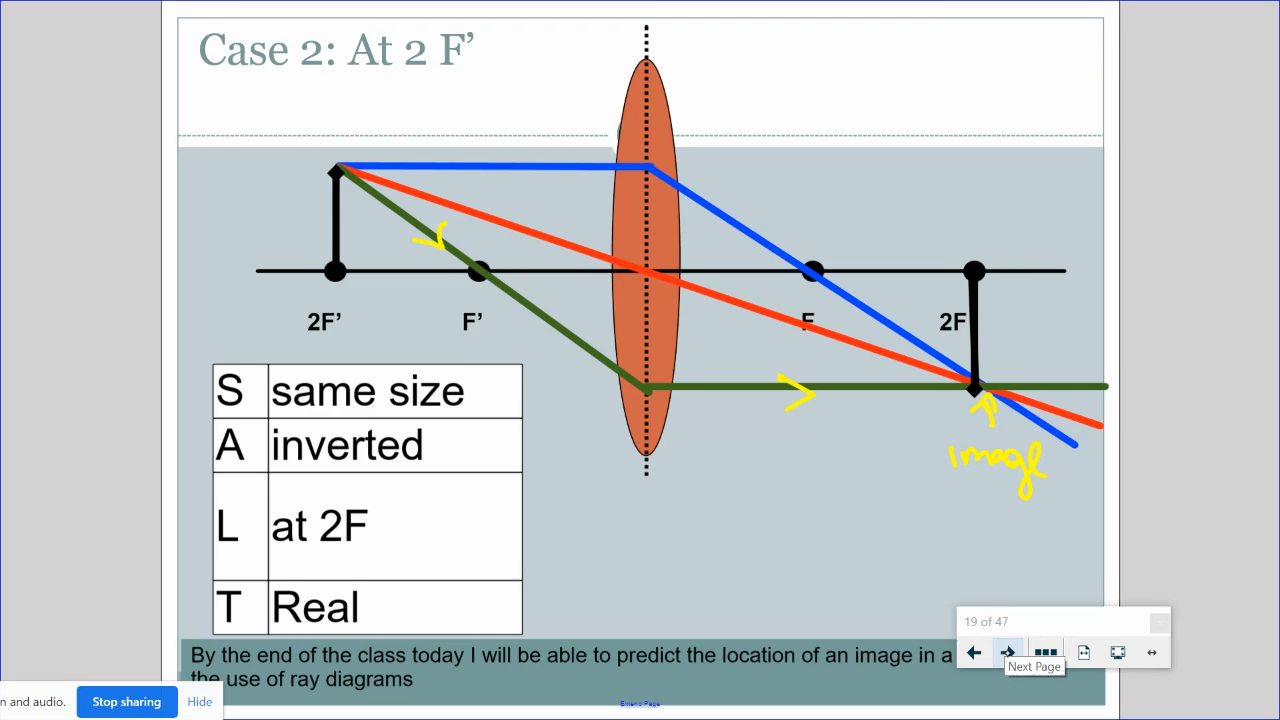 Case 2: At 2 F’
2F’
F’
F
2F
image
S same size
A inverted
L at 2F
T Real
By the end of the class today I will be able to predict the location of an image in a
the use of ray diagrams
19 of 47
Next Page
n and audio.
Stop sharing
Hide
Extend Page